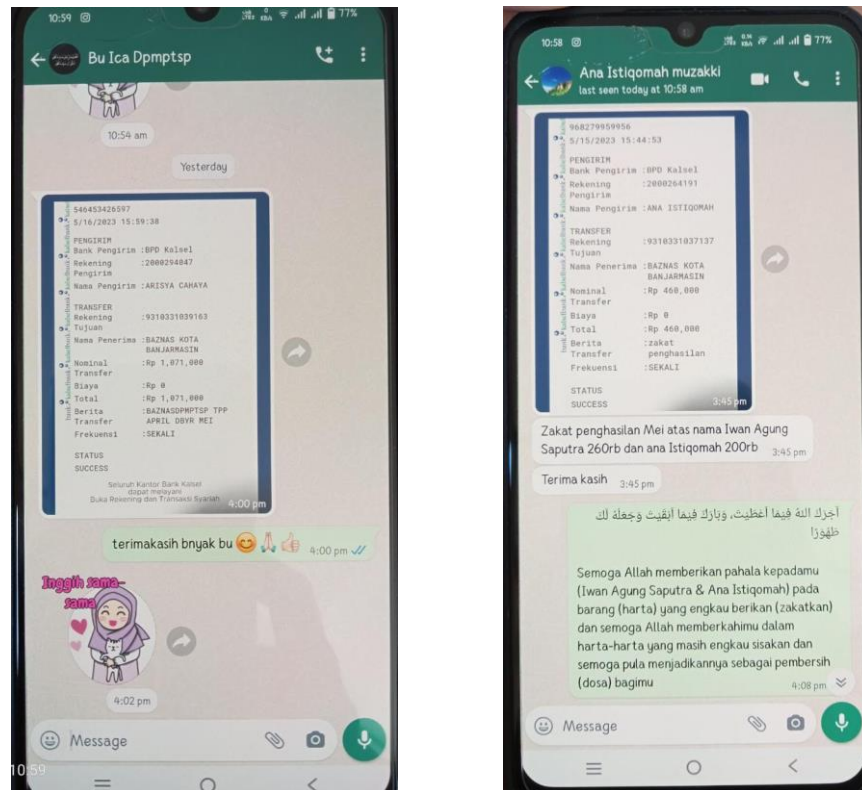 10:59
77%
Bu Ica Dpmptsp
10:54 am
Yesterday
546453426597
5/16/2023 15:59:38
PENGIRIM
Bank Pengirim :BPD Kalsel
Rekening :2000294847
Pengirim
Nama Pengirim :ARISYA CAHAYA
TRANSFER
Rekening :9310331039163
Tujuan
Nama Penerima :BAZNAS KOTA
BANJARMASIN
Nominal :Rp 1,071,000
Transfer
Biaya :Rp 0
Total :Rp 1,071,000
Berita :BAZNASDPMPTSP TPP
Transfer APRIL DBYR MEI
Frekuensi :SEKALI
STATUS
SUCCESS
Seluruh Kantor Bank Kalsel
dapat melayani
Buka Rekening dan Transaksi Syariah
4:00 pm
terimakasih bnyak bu 😊🙏👍 4:00 pm
Inggih sama-
sama
4:02 pm
Message
10:59
10:58
77%
Ana Istiqomah muzakki
last seen today at 10:58 am
968279959956
5/15/2023 15:44:53
PENGIRIM
Bank Pengirim :BPD Kalsel
Rekening :2000264191
Pengirim
Nama Pengirim :ANA ISTIQOMAH
TRANSFER
Rekening :9310331037137
Tujuan
Nama Penerima :BAZNAS KOTA
BANJARMASIN
Nominal :Rp 460,000
Transfer
Biaya :Rp 0
Total :Rp 460,000
Berita :zakat
Transfer penghasilan
Frekuensi :SEKALI
STATUS
SUCCESS
3:45 pm
Zakat penghasilan Mei atas nama Iwan Agung
Saputra 260rb dan ana Istiqomah 200rb 3:45 pm
Terima kasih 3:45 pm
آجَرَكَ اللهُ فِيْمَا أَعْطَيْتَ، وَبَارَكَ فِيْمَا أَبْقَيْتَ وَجَعَلَهُ لَكَ
طَهُوْرًا
Semoga Allah memberikan pahala kepadamu
(Iwan Agung Saputra & Ana Istiqomah) pada
barang (harta) yang engkau berikan (zakatkan)
dan semoga Allah memberkahimu dalam
harta-harta yang masih engkau sisakan dan
semoga pula menjadikannya sebagai pembersih
(dosa) bagimu
4:08 pm
Message